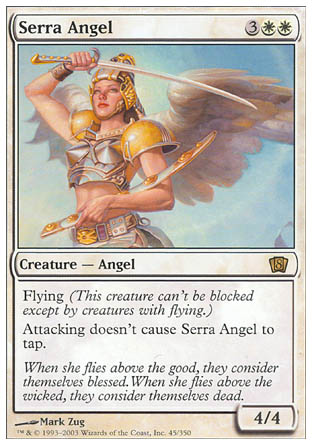 Serra Angel 3
Creature — Angel
Flying (This creature can't be blocked
except by creatures with flying.)
Attacking doesn't cause Serra Angel to
tap.
When she flies above the good, they consider
themselves blessed. When she flies above the
wicked, they consider themselves dead.
Mark Zug
™ & © 1993–2003 Wizards of the Coast, Inc. 45/350
4/4